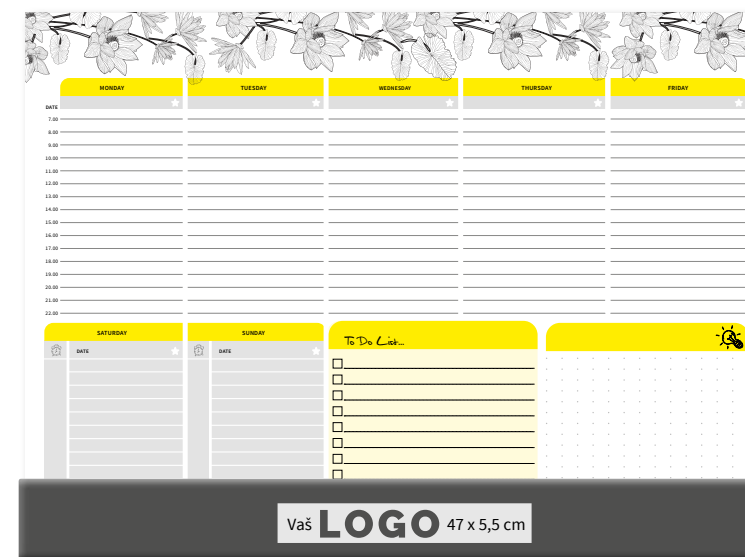 MONDAY TUESDAY WEDNESDAY THURSDAY FRIDAY
DATE
7.00
8.00
9.00
10.00
11.00
12.00
13.00
14.00
15.00
16.00
17.00
18.00
19.00
20.00
21.00
22.00
SATURDAY SUNDAY
To Do List...
DATE DATE
Vaš LOGO 47 x 5,5 cm